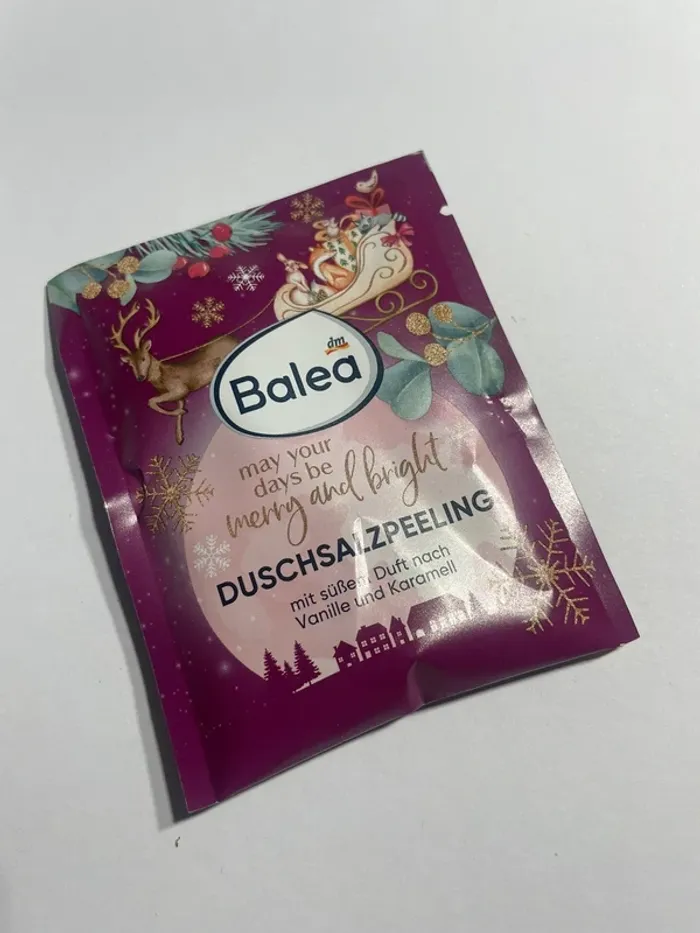 dm
Balea
may your
days be
merry and bright
DUSCHSALZPEELING
mit süßem Duft nach
Vanille und Karamell